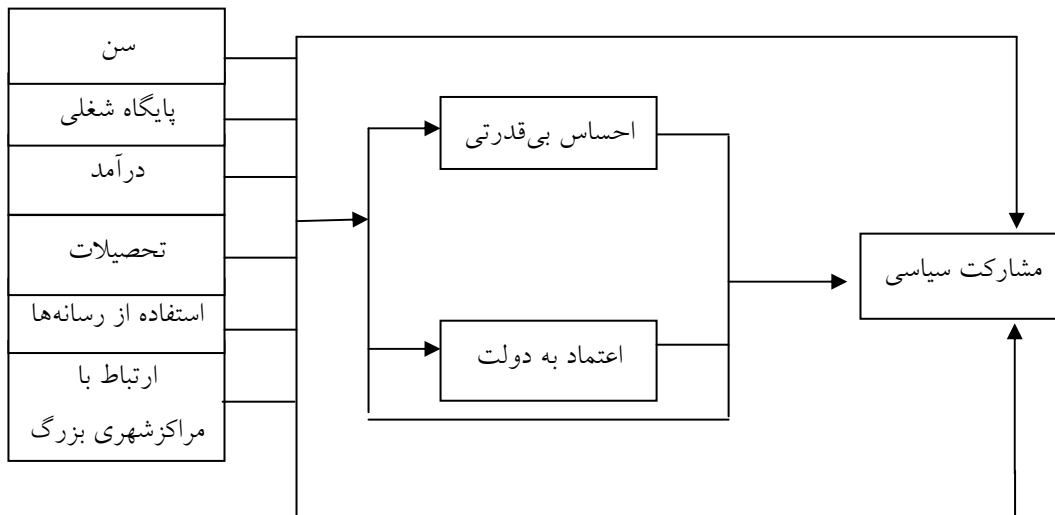 سن
پایگاه شغلی
درآمد
تحصیلات
استفاده از رسانه‌ها
ارتباط با
مراکزشهری بزرگ
احساس بی‌قدرتی
اعتماد به دولت
مشارکت سیاسی